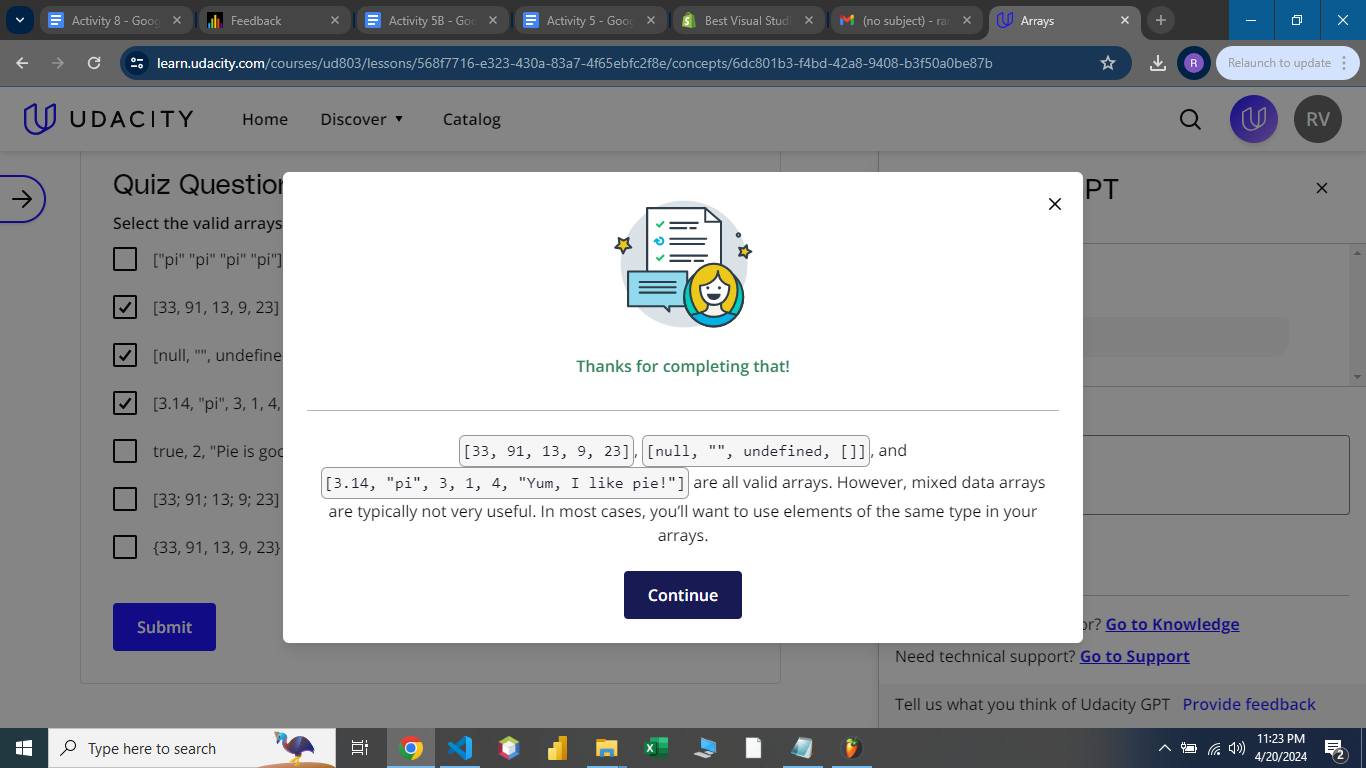 Activity 8 - Goog
Feedback
Activity 5B - Goo
Activity 5 - Goog
Best Visual Studi
(no subject) - rar
Arrays
learn.udacity.com/courses/ud803/lessons/568f7716-e323-430a-83a7-4f65ebfc2f8e/concepts/6dc801b3-f4bd-42a8-9408-b3f50a0be87b
R
Relaunch to update
UDACITY
Home
Discover
Catalog
RV
Quiz Question
PT
Select the valid arrays
["pi" "pi" "pi" "pi"]
[33, 91, 13, 9, 23]
[null, "", undefine
[3.14, "pi", 3, 1, 4,
true, 2, "Pie is goo
[33; 91; 13; 9; 23]
{33, 91, 13, 9, 23}
Submit
Thanks for completing that!
[33, 91, 13, 9, 23], [null, "", undefined, []], and
[3.14, "pi", 3, 1, 4, "Yum, I like pie!"] are all valid arrays. However, mixed data arrays
are typically not very useful. In most cases, you’ll want to use elements of the same type in your
arrays.
Continue
or? Go to Knowledge
Need technical support? Go to Support
Tell us what you think of Udacity GPT Provide feedback
Type here to search
11:23 PM
4/20/2024
2